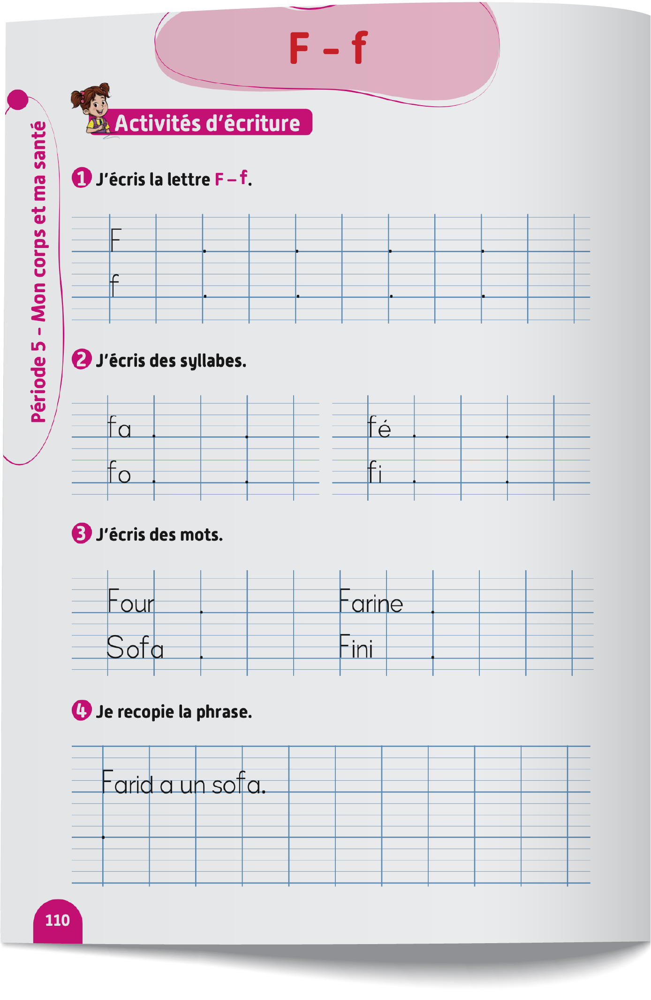 F - f
Activités d'écriture
Période 5 - Mon corps et ma santé
1 J'écris la lettre F – f.
F
f
2 J'écris des syllabes.
fa fé
fo fi
3 J'écris des mots.
Four Farine
Sofa Fini
4 Je recopie la phrase.
Farid a un sofa.
110